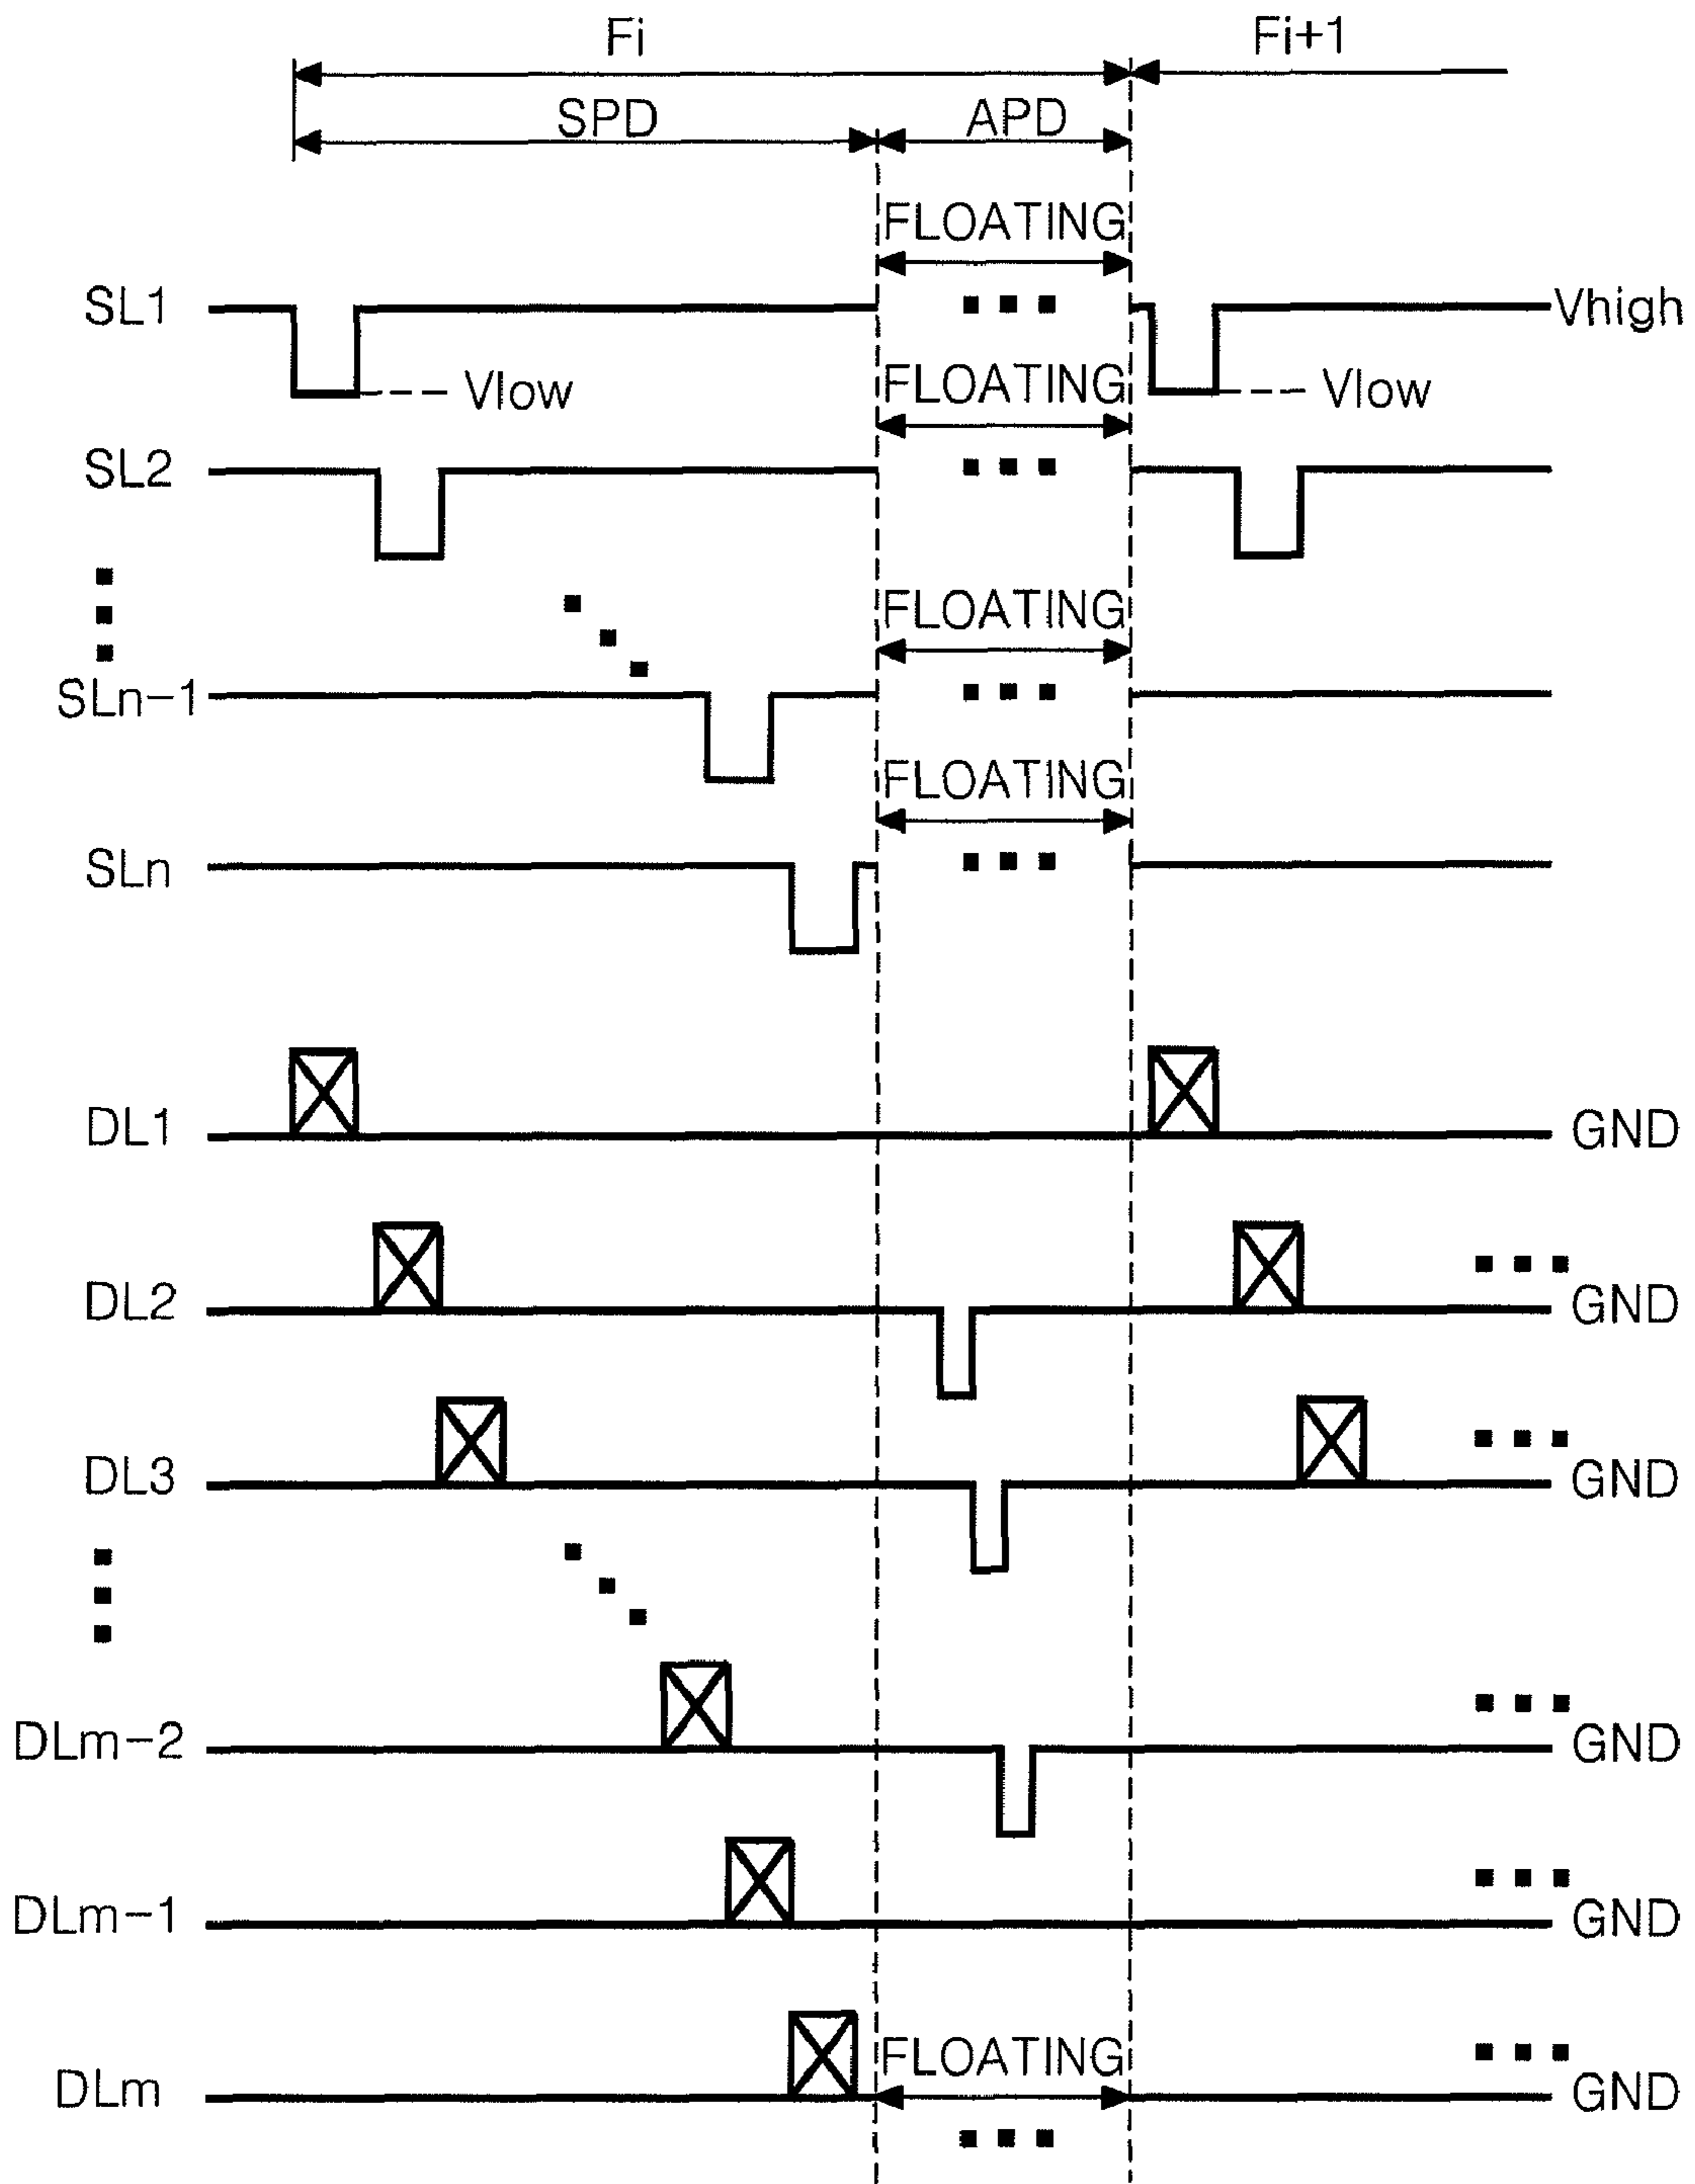 Fi Fi+1
SPD APD
FLOATING
SL1 Vhigh
Vlow FLOATING Vlow
SL2
FLOATING
SLn-1
FLOATING
SLn
DL1 GND
DL2 GND
DL3 GND
DLm-2 GND
DLm-1 GND
FLOATING
DLm GND